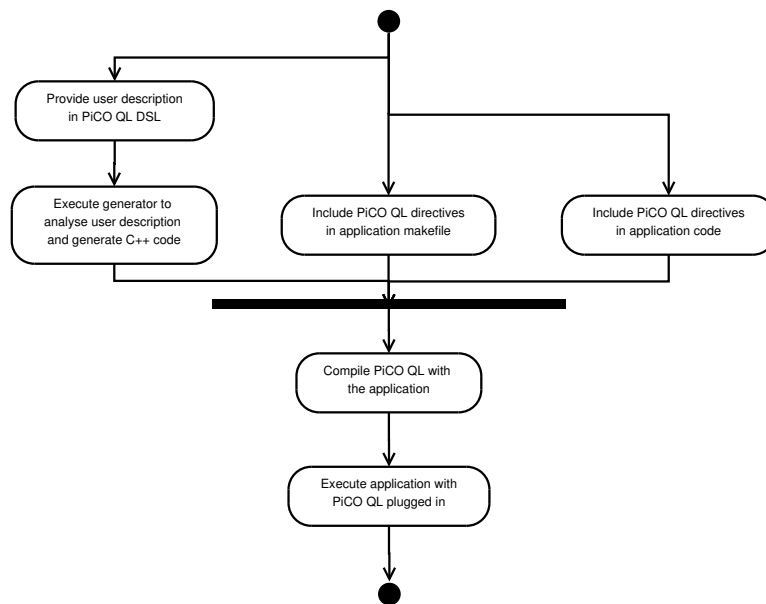 Provide user description
in PiCO QL DSL
Execute generator to
analyse user description
and generate C++ code
Include PiCO QL directives
in application makefile
Include PiCO QL directives
in application code
Compile PiCO QL with
the application
Execute application with
PiCO QL plugged in